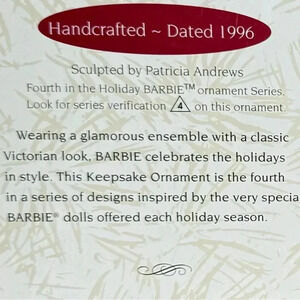 Handcrafted ~ Dated 1996
Sculpted by Patricia Andrews
Fourth in the Holiday BARBIE™ ornament Series.
Look for series verification 4 on this ornament.
Wearing a glamorous ensemble with a classic
Victorian look, BARBIE celebrates the holidays
in style. This Keepsake Ornament is the fourth
in a series of designs inspired by the very specia
BARBIE® dolls offered each holiday season.